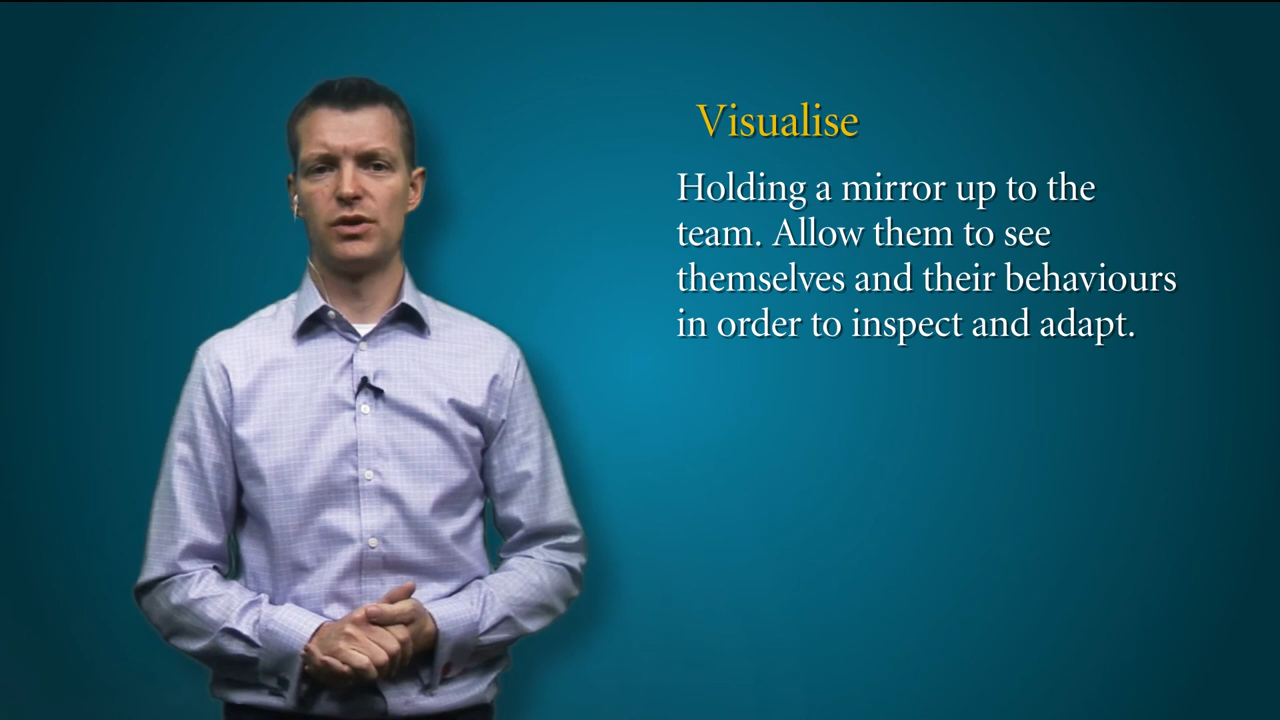 Visualise
Holding a mirror up to the
team. Allow them to see
themselves and their behaviours
in order to inspect and adapt.